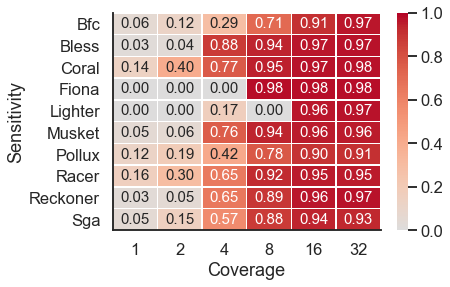 Sensitivity
Bfc 0.06 0.12 0.29 0.71 0.91 0.97
Bless 0.03 0.04 0.88 0.94 0.97 0.97
Coral 0.14 0.40 0.77 0.95 0.97 0.98
Fiona 0.00 0.00 0.00 0.98 0.98 0.98
Lighter 0.00 0.00 0.17 0.00 0.96 0.97
Musket 0.05 0.06 0.76 0.94 0.96 0.96
Pollux 0.12 0.19 0.42 0.78 0.90 0.91
Racer 0.16 0.30 0.65 0.92 0.95 0.95
Reckoner 0.03 0.05 0.65 0.89 0.96 0.97
Sga 0.05 0.15 0.57 0.88 0.94 0.93
1 2 4 8 16 32
Coverage
1.0
0.8
0.6
0.4
0.2
0.0